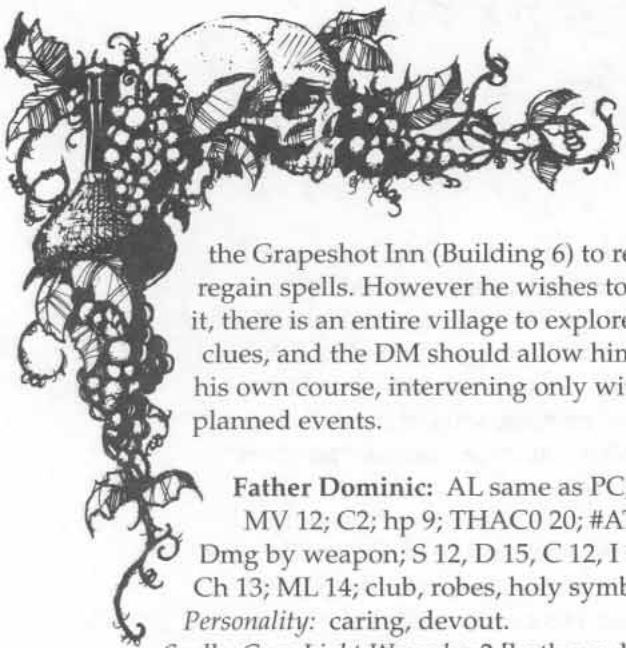 the Grapeshot Inn (Building 6) to re
regain spells. However he wishes to
it, there is an entire village to explore
clues, and the DM should allow him
his own course, intervening only wi
planned events.
Father Dominic: AL same as PC
MV 12; C2; hp 9; THAC0 20; #AT
Dmg by weapon; S 12, D 15, C 12, I
Ch 13; ML 14; club, robes, holy symb
Personality: caring, devout.